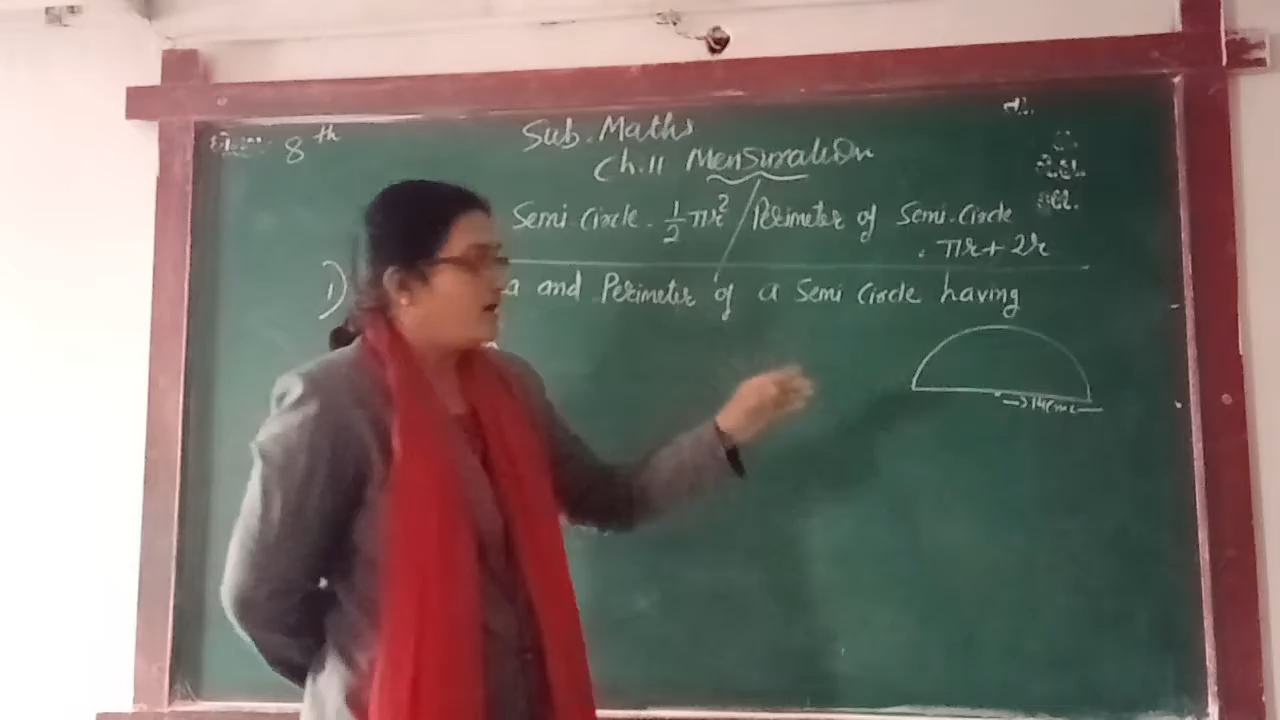 8th
Sub. Maths
Ch.11 Mensuration
Semi Circle. 1/2 πr² / Perimeter of Semi.Circle
. πr + 2r
1) a and Perimeter of a Semi Circle having
14cm